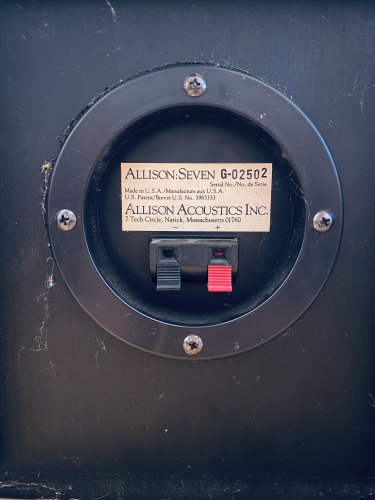 ALLISON:SEVEN G-02502
Serial No./No. de Serie
Made in U.S.A./Manufacture aux U.S.A.
U.S. Patent/Brevet U.S. No. 3983333
ALLISON ACOUSTICS INC.
7 Tech Circle, Natick, Massachusetts 01760
− +